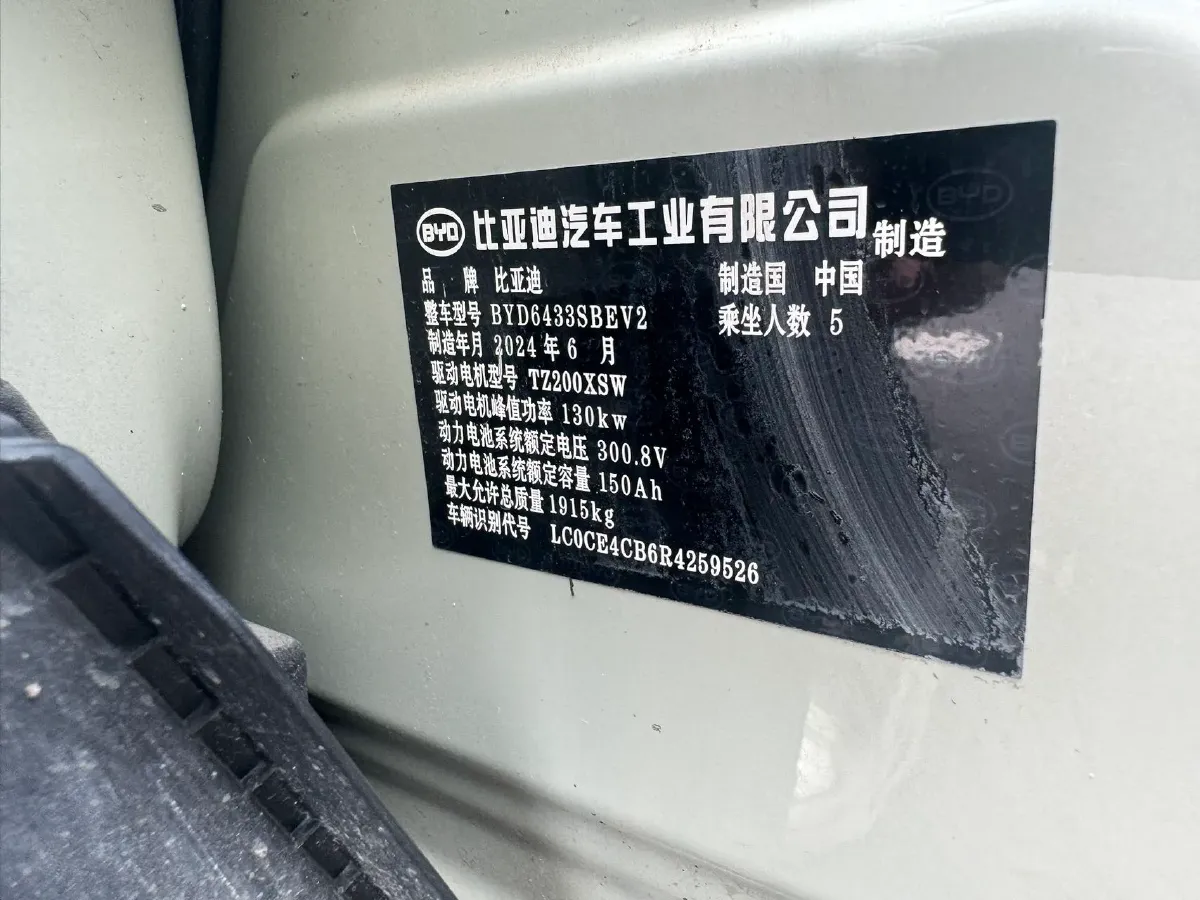 BYD 比亚迪汽车工业有限公司 制造
品 牌 比亚迪 制造国 中国
整车型号 BYD6433SBEV2 乘坐人数 5
制造年月 2024 年 6 月
驱动电机型号 TZ200XSW
驱动电机峰值功率 130kw
动力电池系统额定电压 300.8V
动力电池系统额定容量 150Ah
最大允许总质量 1915kg
车辆识别代号 LC0CE4CB6R4259526
BYD